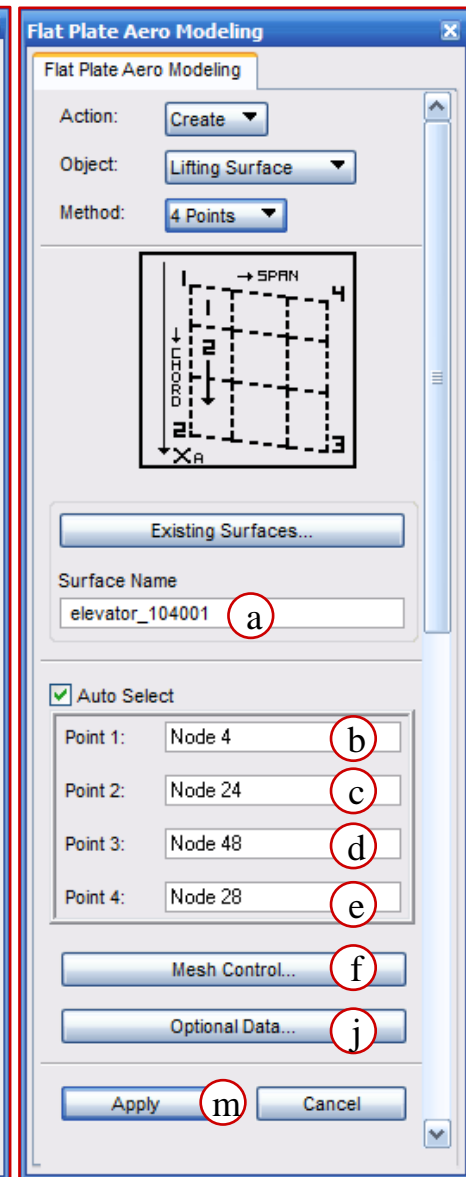 Flat Plate Aero Modeling
Flat Plate Aero Modeling
Action: Create
Object: Lifting Surface
Method: 4 Points
1 → SPAN 4
1
↓ CHORD 2
2 3
XA
Existing Surfaces...
Surface Name
elevator_104001 a
Auto Select
Point 1: Node 4 b
Point 2: Node 24 c
Point 3: Node 48 d
Point 4: Node 28 e
Mesh Control... f
Optional Data... j
Apply m Cancel